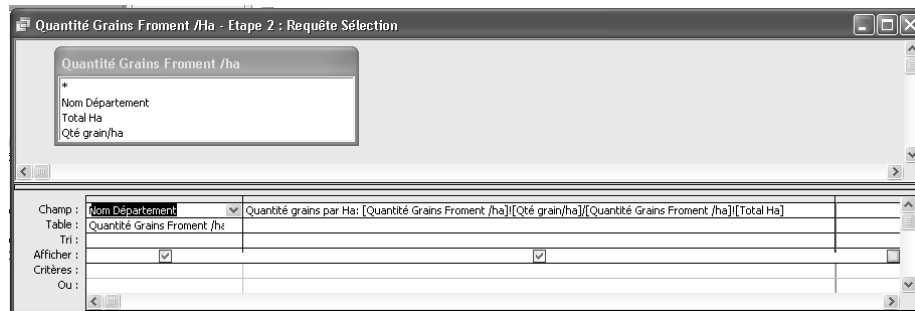 Quantité Grains Froment /Ha - Etape 2 : Requête Sélection
Quantité Grains Froment /ha
*
Nom Département
Total Ha
Qté grain/ha
Champ : Nom Département Quantité grains par Ha: [Quantité Grains Froment /ha]![Qté grain/ha]/[Quantité Grains Froment /ha]![Total Ha]
Table : Quantité Grains Froment /ha
Tri :
Afficher :
Critères :
Ou :